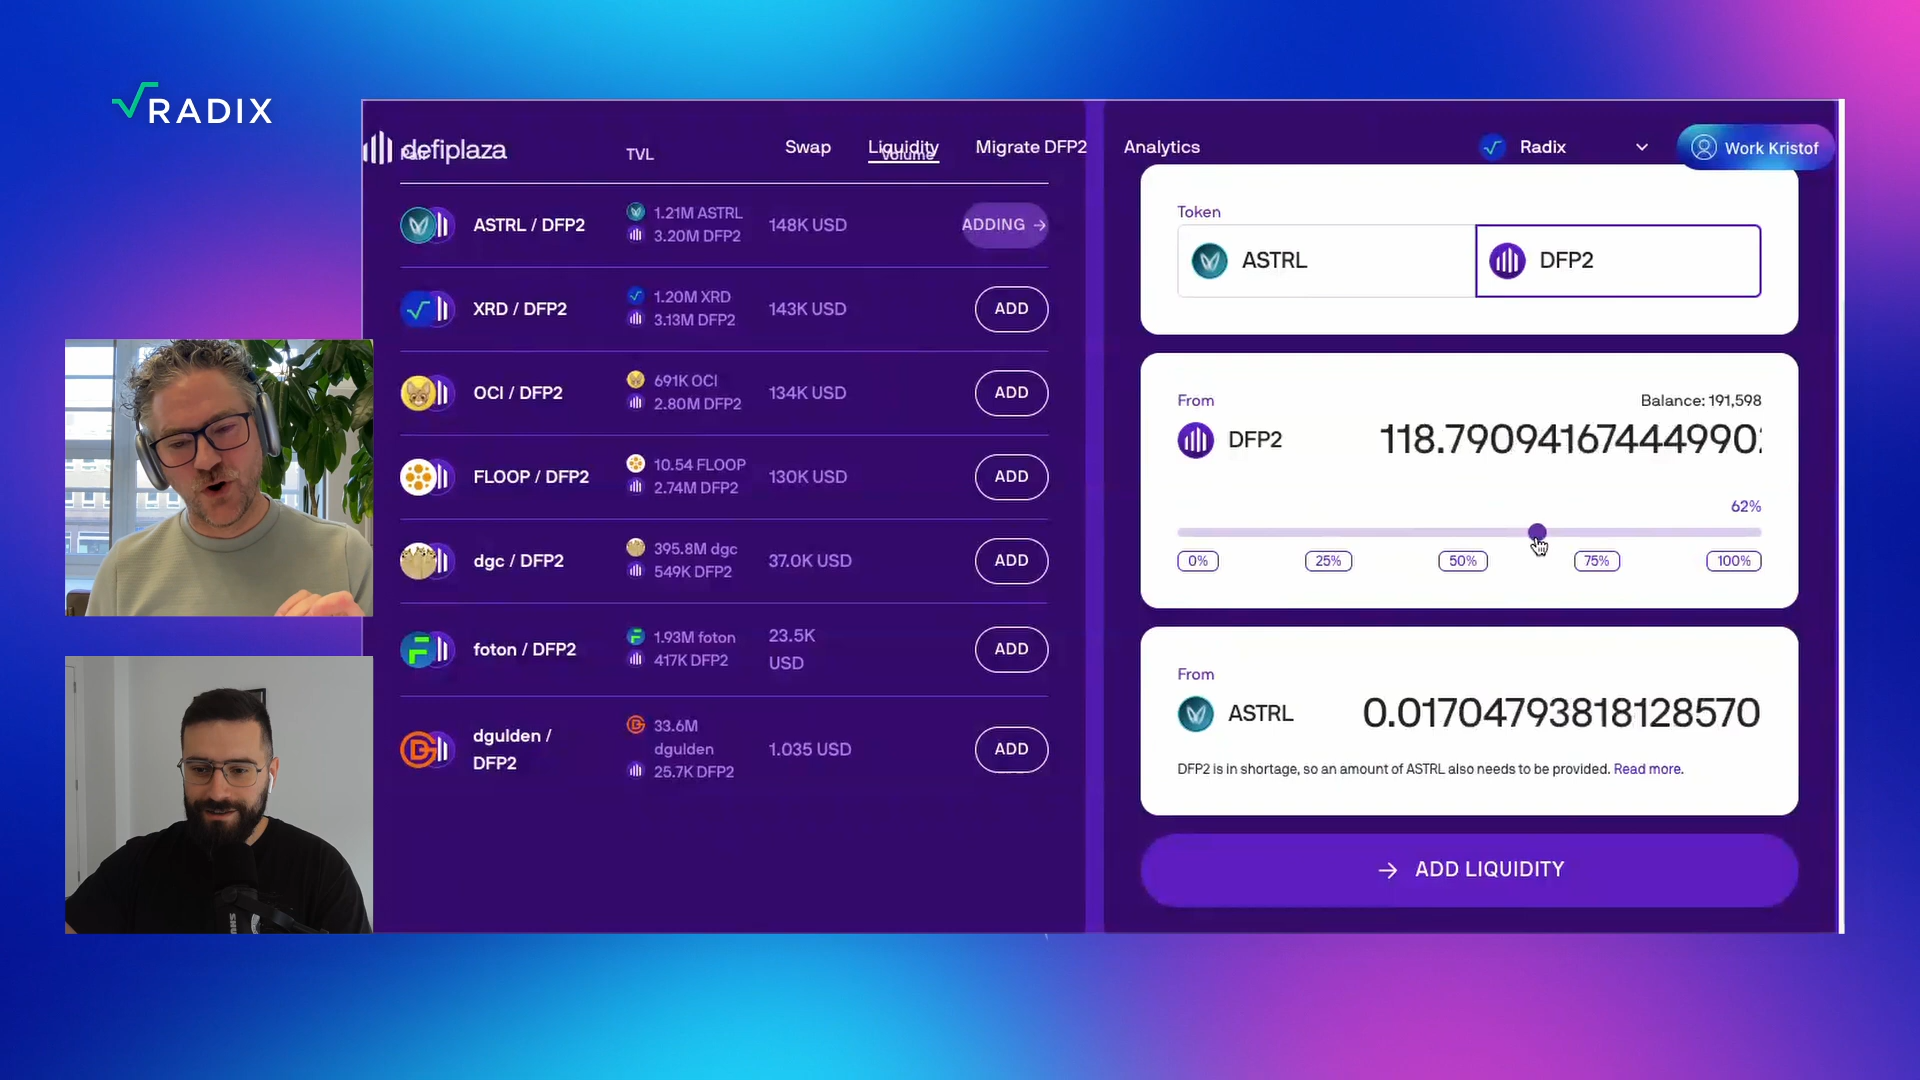 RADIX
defiplaza
Swap
Liquidity
Migrate DFP2
Analytics
Radix
Work Kristof
TVL
Volume
ASTRL / DFP2
1.21M ASTRL
3.20M DFP2
148K USD
ADDING
XRD / DFP2
1.20M XRD
3.13M DFP2
143K USD
ADD
OCI / DFP2
691K OCI
2.80M DFP2
134K USD
ADD
FLOOP / DFP2
10.54 FLOOP
2.74M DFP2
130K USD
ADD
dgc / DFP2
395.8M dgc
549K DFP2
37.0K USD
ADD
foton / DFP2
1.93M foton
417K DFP2
23.5K
USD
ADD
dgulden /
DFP2
33.6M
dgulden
25.7K DFP2
1.035 USD
ADD
Token
ASTRL
DFP2
From
Balance: 191,598
DFP2
118.7909416744499
62%
0%
25%
50%
75%
100%
From
ASTRL
0.01704793818128570
DFP2 is in shortage, so an amount of ASTRL also needs to be provided. Read more.
→ ADD LIQUIDITY